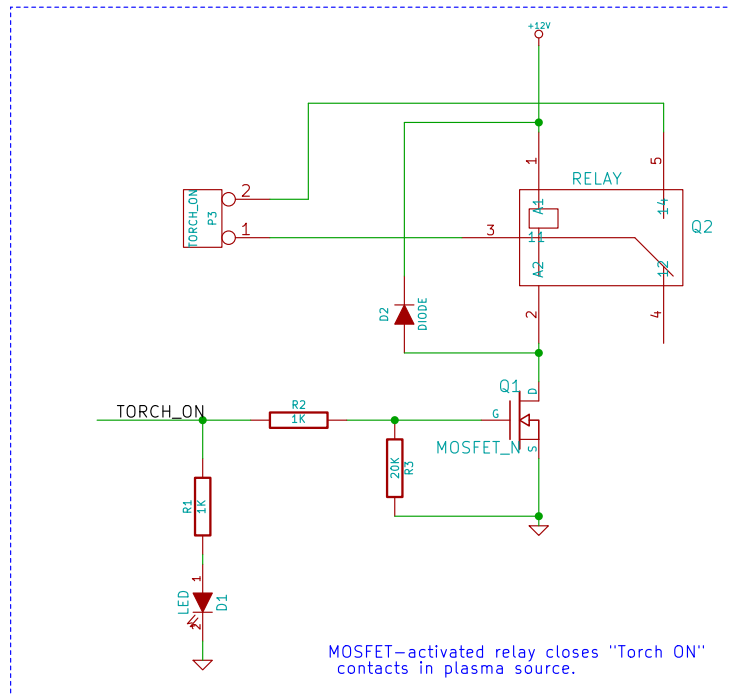 +12V
RELAY
1
5
A1
14
TORCH_ON
P3
2
1
3
11
Q2
A2
12
2
4
D2
DIODE
Q1
D
G
S
MOSFET_N
TORCH_ON
R2
1K
20K
R3
R1
1K
1
LED
D1
2
MOSFET-activated relay closes "Torch ON"
contacts in plasma source.